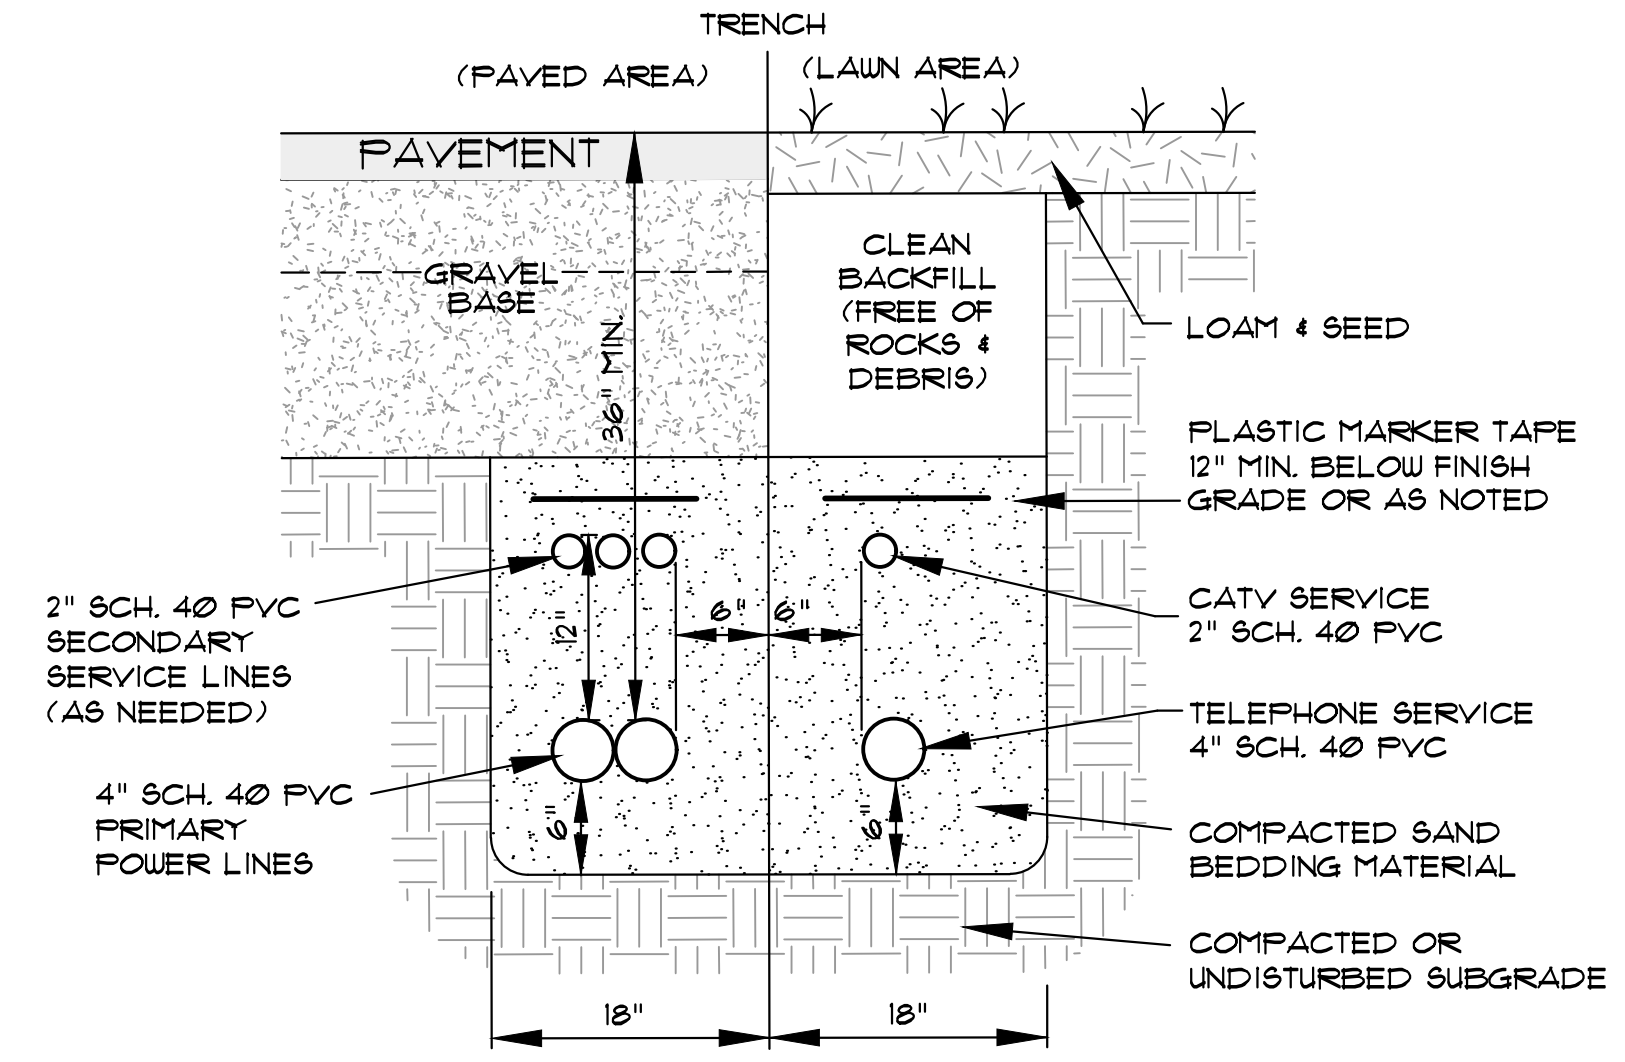 TRENCH
(PAVED AREA)
(LAWN AREA)
PAVEMENT
GRAVEL
BASE
36" MIN.
CLEAN
BACKFILL
(FREE OF
ROCKS &
DEBRIS)
LOAM & SEED
PLASTIC MARKER TAPE
12" MIN. BELOW FINISH
GRADE OR AS NOTED
2" SCH. 40 PVC
SECONDARY
SERVICE LINES
(AS NEEDED)
12"
6"
6"
CATV SERVICE
2" SCH. 40 PVC
TELEPHONE SERVICE
4" SCH. 40 PVC
4" SCH. 40 PVC
PRIMARY
POWER LINES
6"
6"
COMPACTED SAND
BEDDING MATERIAL
COMPACTED OR
UNDISTURBED SUBGRADE
18"
18"